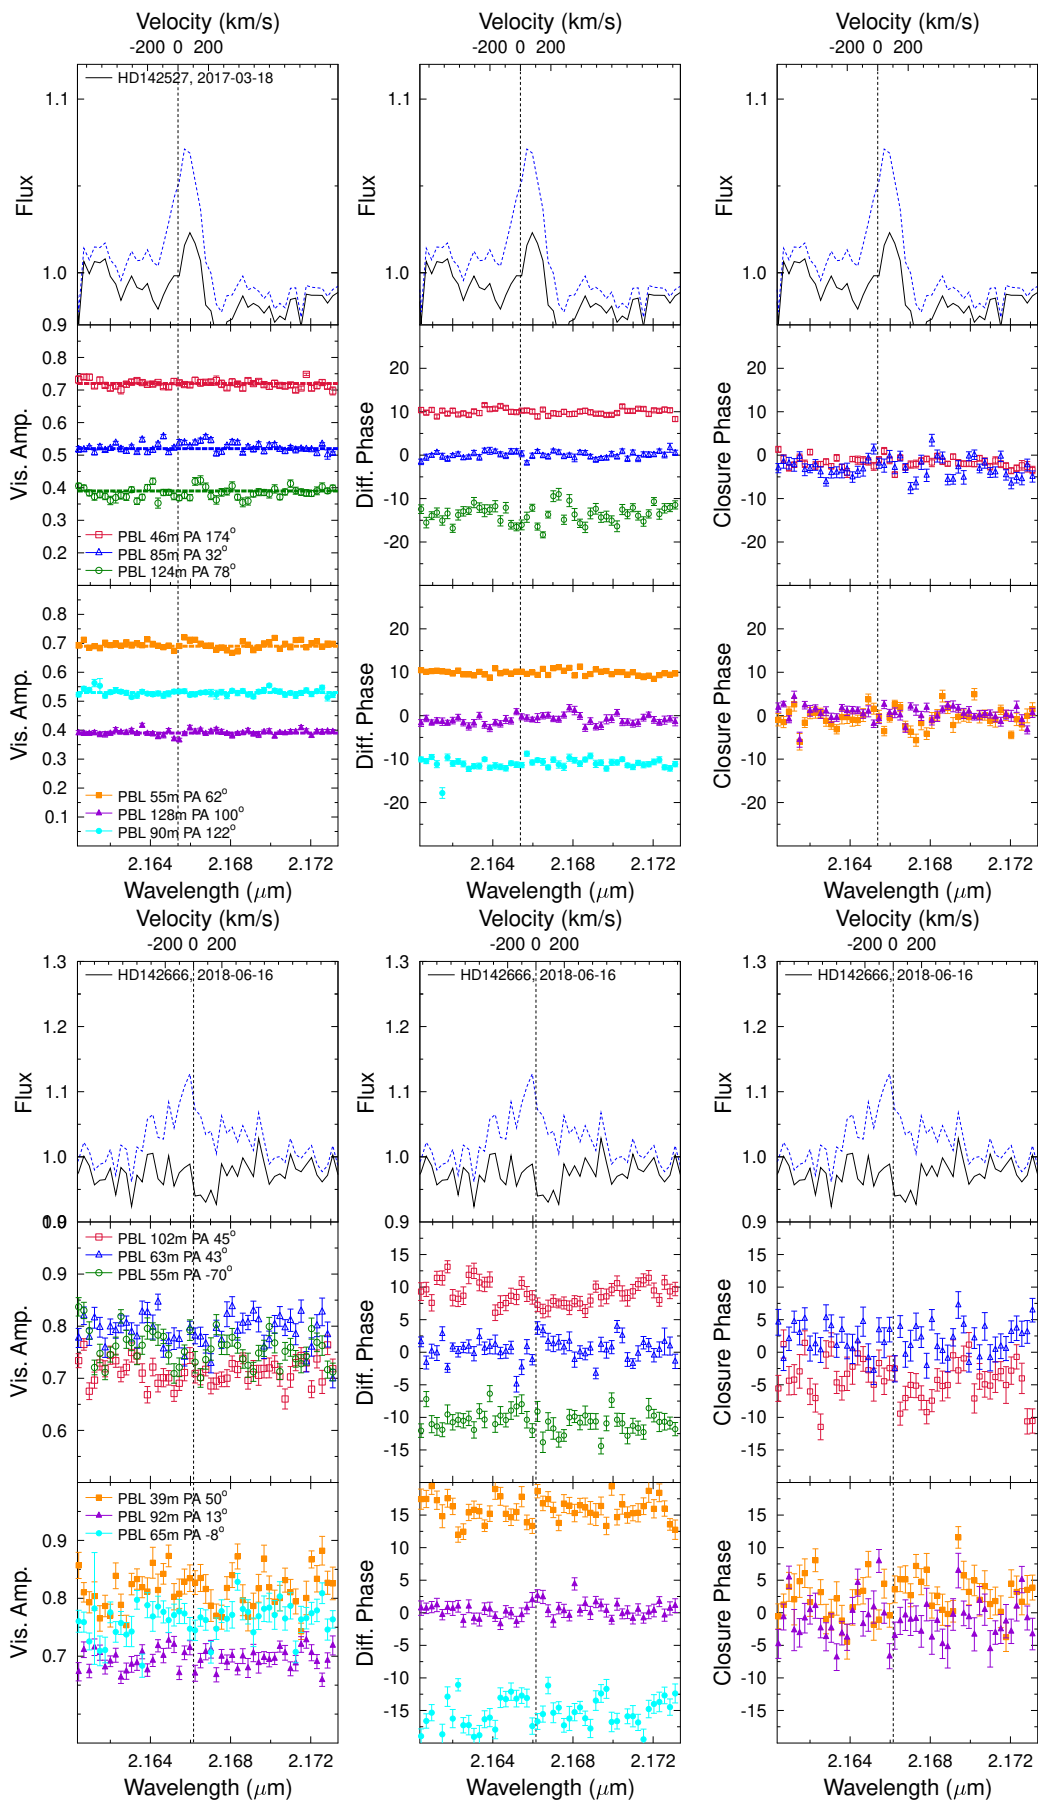 Velocity (km/s) Velocity (km/s) Velocity (km/s)
-200 0 200 -200 0 200 -200 0 200
HD142527, 2017-03-18
1.1 1.1 1.1
Flux Flux Flux
1.0 1.0 1.0
0.9 0.9 0.9
0.8 20 20
0.7
0.6 10 10
0.5 0 0
Vis. Amp. Diff. Phase Closure Phase
0.4
0.3 -10 -10
PBL 46m PA 174°
0.2 PBL 85m PA 32° -20 -20
PBL 124m PA 78°
0.8 20 20
0.7
0.6 10 10
0.5 0 0
Vis. Amp. Diff. Phase Closure Phase
0.4
0.3 -10 -10
0.2 PBL 55m PA 62°
PBL 128m PA 100° -20 -20
0.1 PBL 90m PA 122°
2.164 2.168 2.172 2.164 2.168 2.172 2.164 2.168 2.172
Wavelength (μm) Wavelength (μm) Wavelength (μm)
Velocity (km/s) Velocity (km/s) Velocity (km/s)
-200 0 200 -200 0 200 -200 0 200
1.3 HD142666, 2018-06-16 1.3 HD142666, 2018-06-16 1.3 HD142666, 2018-06-16
1.2 1.2 1.2
Flux Flux Flux
1.1 1.1 1.1
1.0 1.0 1.0
0.9 0.9
PBL 102m PA 45°
PBL 63m PA 43° 15 15
0.9 PBL 55m PA -70° 10 10
5 5
0.8 0 0
Vis. Amp. Diff. Phase Closure Phase
0.7 -5 -5
-10 -10
0.6 -15 -15
PBL 39m PA 50°
PBL 92m PA 13° 15 15
PBL 65m PA -8°
0.9 10 10
5 5
0.8 0 0
Vis. Amp. Diff. Phase Closure Phase
0.7 -5 -5
-10 -10
-15 -15
2.164 2.168 2.172 2.164 2.168 2.172 2.164 2.168 2.172
Wavelength (μm) Wavelength (μm) Wavelength (μm)